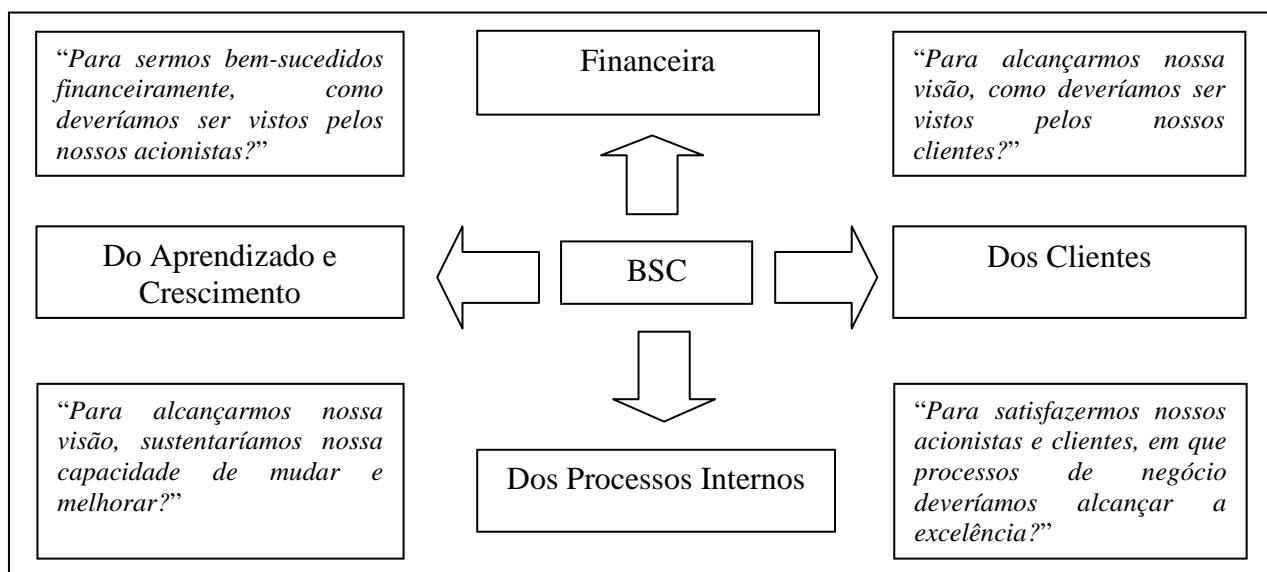 “Para sermos bem-sucedidos
financeiramente, como
deveríamos ser vistos pelos
nossos acionistas?”
Financeira
“Para alcançarmos nossa
visão, como deveríamos ser
vistos pelos nossos
clientes?”
Do Aprendizado e
Crescimento
BSC
Dos Clientes
“Para alcançarmos nossa
visão, sustentaríamos nossa
capacidade de mudar e
melhorar?”
Dos Processos Internos
“Para satisfazermos nossos
acionistas e clientes, em que
processos de negócio
deveríamos alcançar a
excelência?”